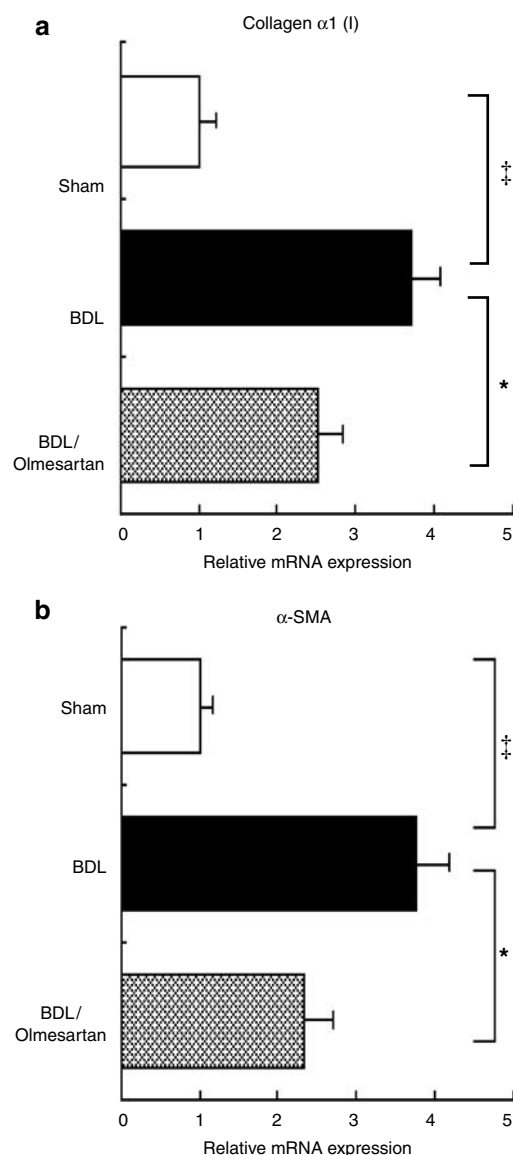 a
Collagen α1 (I)
Sham
‡
BDL
*
BDL/
Olmesartan
0 1 2 3 4 5
Relative mRNA expression
b
α-SMA
Sham
‡
BDL
*
BDL/
Olmesartan
0 1 2 3 4 5
Relative mRNA expression